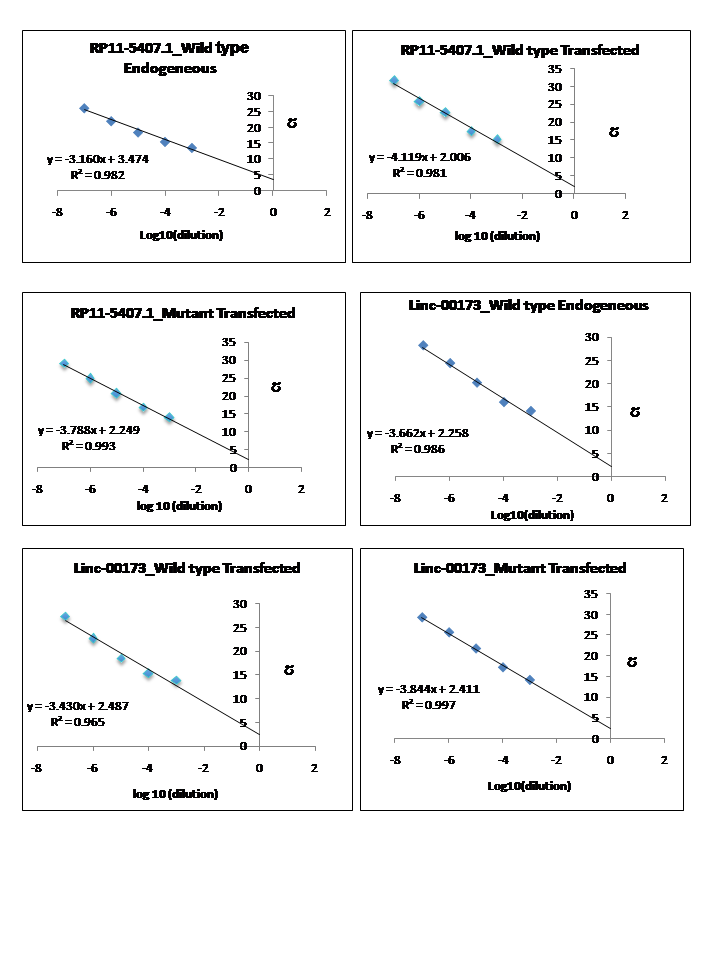 RP11-5407.1_Wild type
Endogeneous
30
25
20
15
10
5
0
Ct
y = -3.160x + 3.474
R² = 0.982
-8 -6 -4 -2 0 2
Log10(dilution)
RP11-5407.1_Wild type Transfected
35
30
25
20
15
10
5
0
Ct
y = -4.119x + 2.006
R² = 0.981
-8 -6 -4 -2 0 2
log 10 (dilution)
RP11-5407.1_Mutant Transfected
35
30
25
20
15
10
5
0
Ct
y = -3.788x + 2.249
R² = 0.993
-8 -6 -4 -2 0 2
log 10 (dilution)
Linc-00173_Wild type Endogeneous
30
25
20
15
10
5
0
Ct
y = -3.662x + 2.258
R² = 0.986
-8 -6 -4 -2 0 2
Log10(dilution)
Linc-00173_Wild type Transfected
30
25
20
15
10
5
0
Ct
y = -3.430x + 2.487
R² = 0.965
-8 -6 -4 -2 0 2
log 10 (dilution)
Linc-00173_Mutant Transfected
35
30
25
20
15
10
5
0
Ct
y = -3.844x + 2.411
R² = 0.997
-8 -6 -4 -2 0 2
Log10(dilution)